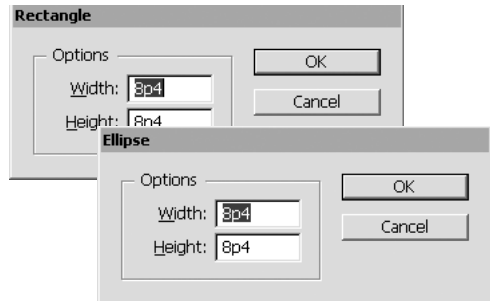 Rectangle
Options
OK
Width: 8p4
Cancel
Height: 8p4
Ellipse
Options
OK
Width: 8p4
Cancel
Height: 8p4